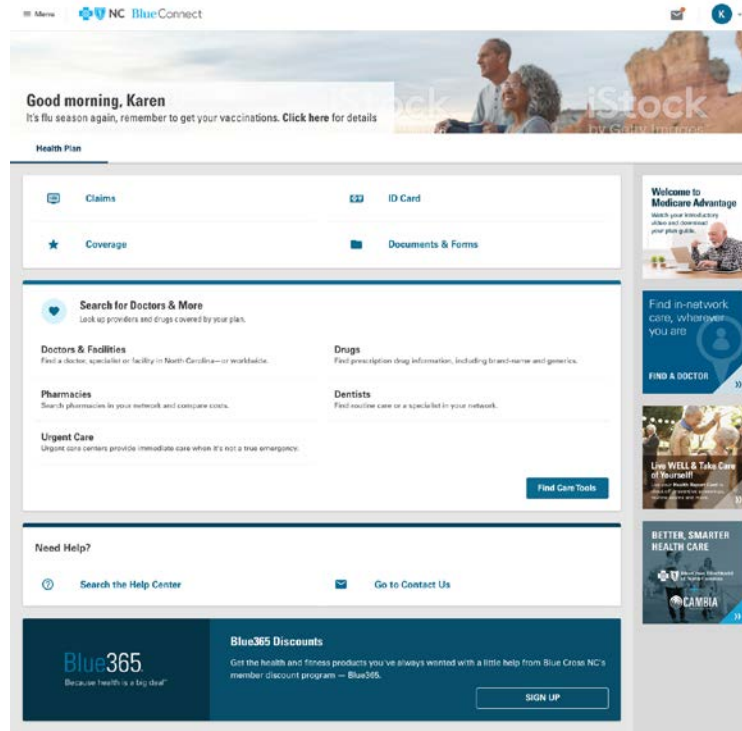 Menu
NC BlueConnect
K
Good morning, Karen
It's flu season again, remember to get your vaccinations. Click here for details
iStock
iStock
by Getty Images
Health Plan
Claims
ID Card
Coverage
Documents & Forms
Search for Doctors & More
Look up providers and drugs covered by your plan.
Doctors & Facilities
Find a doctor, specialist or facility in North Carolina—or worldwide.
Drugs
Find prescription drug information, including brand-name and generics.
Pharmacies
Search pharmacies in your network and compare costs.
Dentists
Find routine care or a specialist in your network.
Urgent Care
Urgent care centers provide immediate care when it's not a true emergency.
Find Care Tools
Need Help?
Search the Help Center
Go to Contact Us
Blue365
Because health is a big deal
Blue365 Discounts
Get the health and fitness products you've always wanted with a little help from Blue Cross NC's
member discount program — Blue365.
SIGN UP
Welcome to
Medicare Advantage
Watch your introductory
video and download
your plan guide.
Find in-network
care, wherever
you are
FIND A DOCTOR
Live WELL & Take Care
of Yourself!
BETTER, SMARTER
HEALTH CARE
CAMBIA